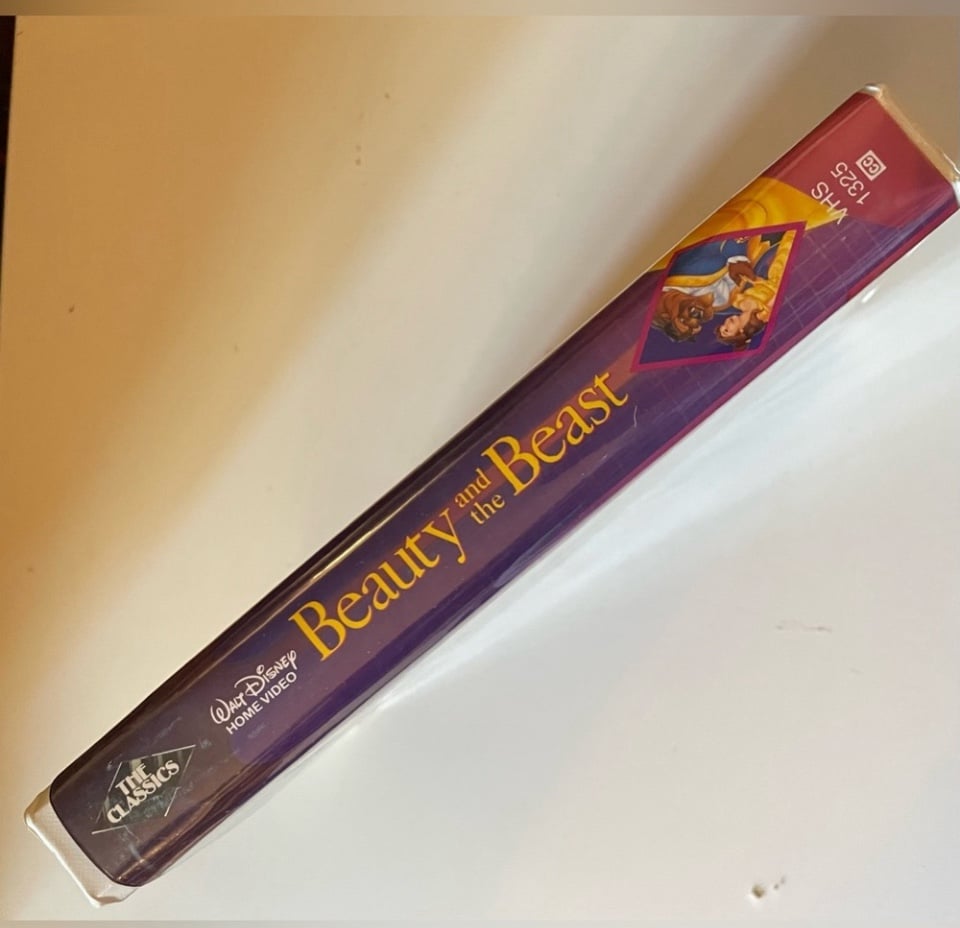 THE
CLASSICS
WALT DISNEY
HOME VIDEO
Beauty and the Beast
VHS
1325
CC